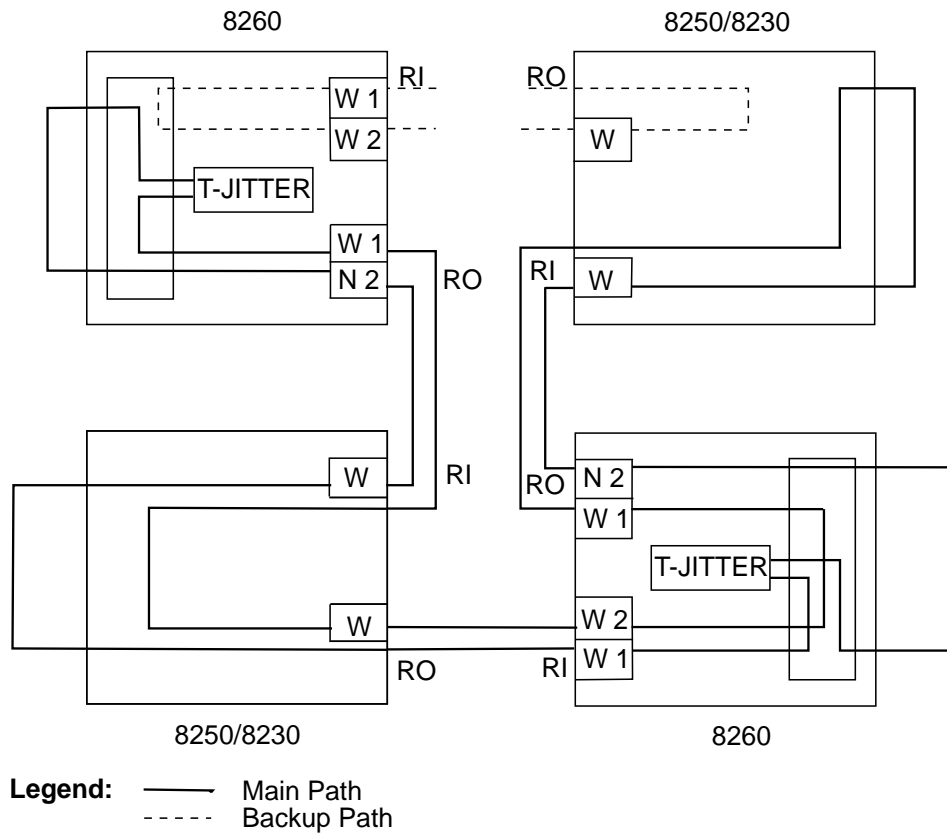 8260
8250/8230
RI
RO
W 1
W 2
W
T-JITTER
W 1
N 2
RO
RI
W
W
RI
N 2
RO
W 1
T-JITTER
W
W 2
RO
RI
W 1
8250/8230
8260
Legend: Main Path
Backup Path